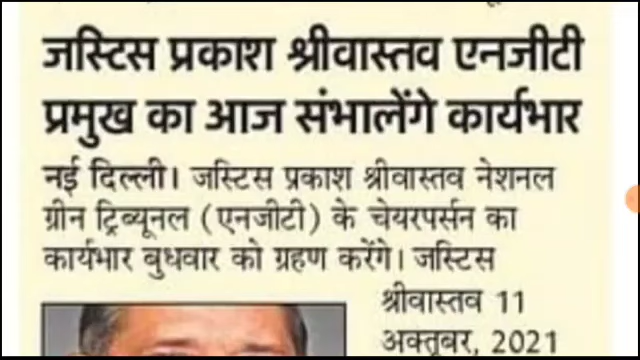 जस्टिस प्रकाश श्रीवास्तव एनजीटी
प्रमुख का आज संभालेंगे कार्यभार
नई दिल्ली। जस्टिस प्रकाश श्रीवास्तव नेशनल
ग्रीन ट्रिब्यूनल (एनजीटी) के चेयरपर्सन का
कार्यभार बुधवार को ग्रहण करेंगे। जस्टिस
श्रीवास्तव 11
अक्तूबर, 2021